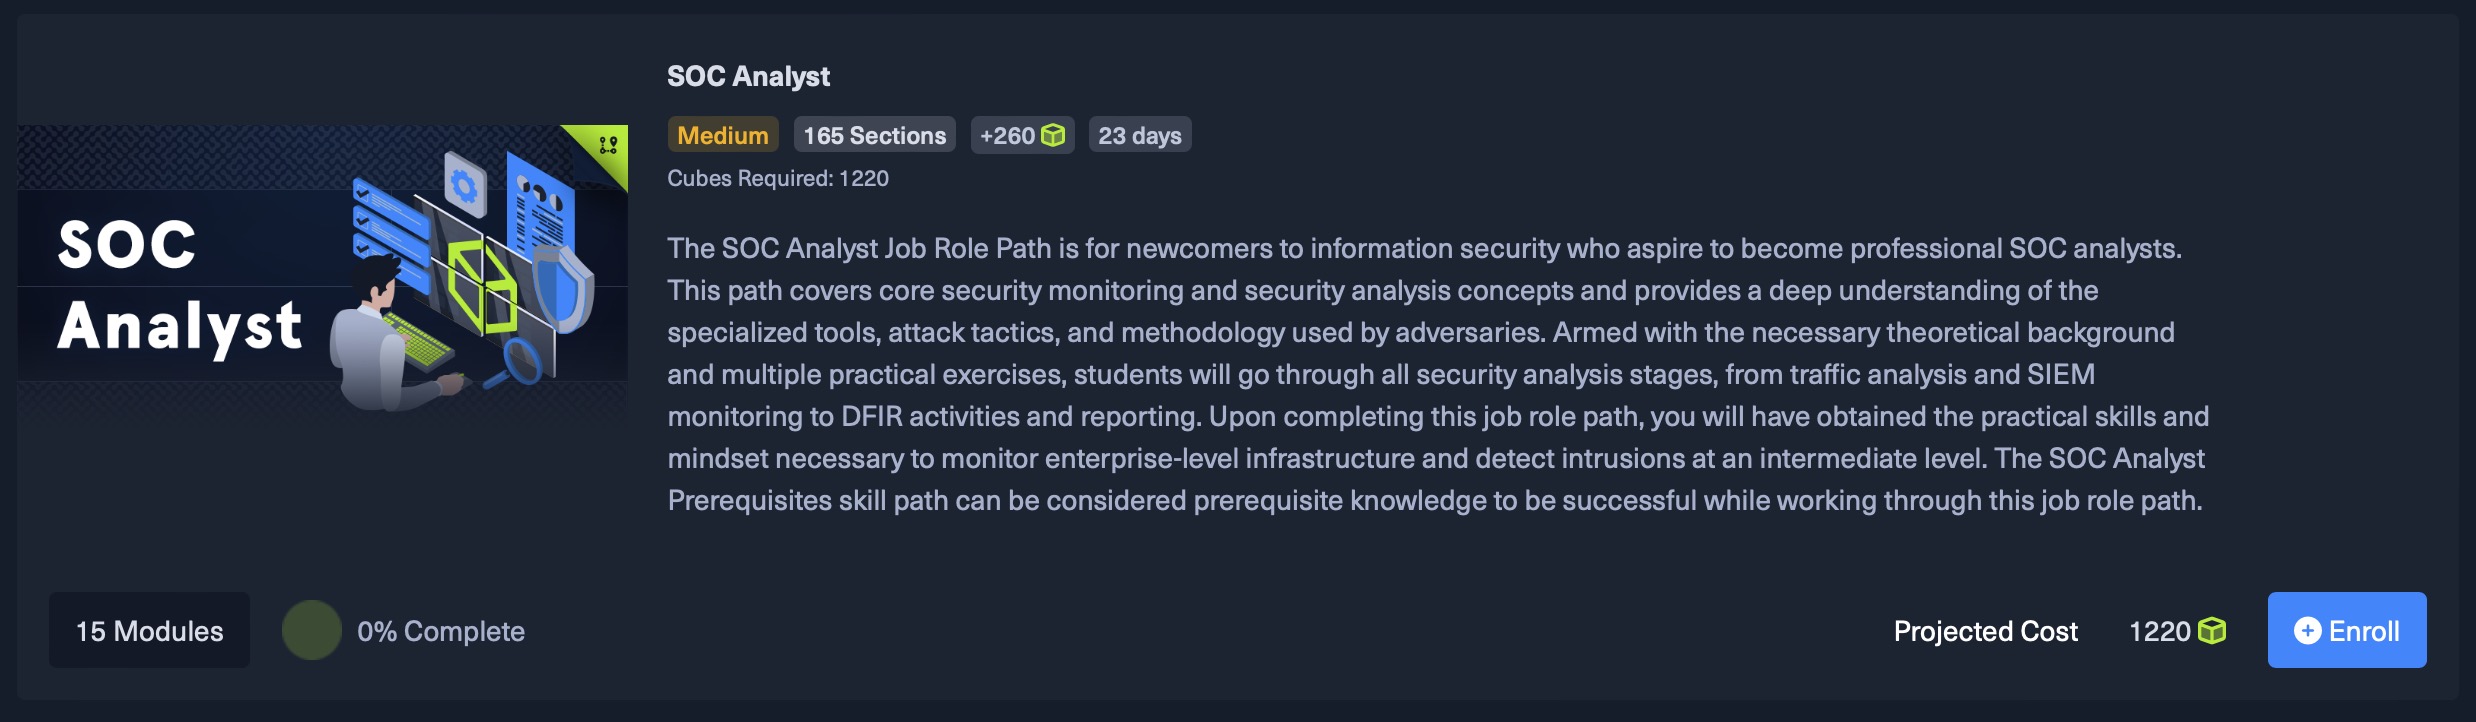 SOC
Analyst
SOC Analyst
Medium 165 Sections +260 23 days
Cubes Required: 1220
The SOC Analyst Job Role Path is for newcomers to information security who aspire to become professional SOC analysts.
This path covers core security monitoring and security analysis concepts and provides a deep understanding of the
specialized tools, attack tactics, and methodology used by adversaries. Armed with the necessary theoretical background
and multiple practical exercises, students will go through all security analysis stages, from traffic analysis and SIEM
monitoring to DFIR activities and reporting. Upon completing this job role path, you will have obtained the practical skills and
mindset necessary to monitor enterprise-level infrastructure and detect intrusions at an intermediate level. The SOC Analyst
Prerequisites skill path can be considered prerequisite knowledge to be successful while working through this job role path.
15 Modules 0% Complete Projected Cost 1220 Enroll